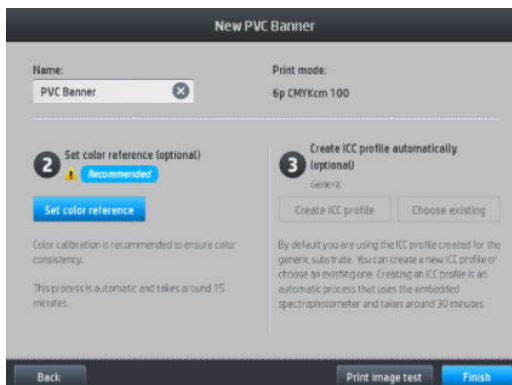 New PVC Banner
Name:
PVC Banner
Print mode:
6p CMYKcm 100
2
Set color reference (optional)
Recommended
Set color reference
Color calibration is recommended to ensure color
consistency.
This process is automatic and takes around 15
minutes.
3
Create ICC profile automatically
(optional)
Generic
Create ICC profile
Choose existing
By default you are using the ICC profile created for the
generic substrate. You can create a new ICC profile or
choose an existing one. Creating an ICC profile is an
automatic process that uses the embedded
spectrophotometer and takes around 30 minutes.
Back
Print image test
Finish